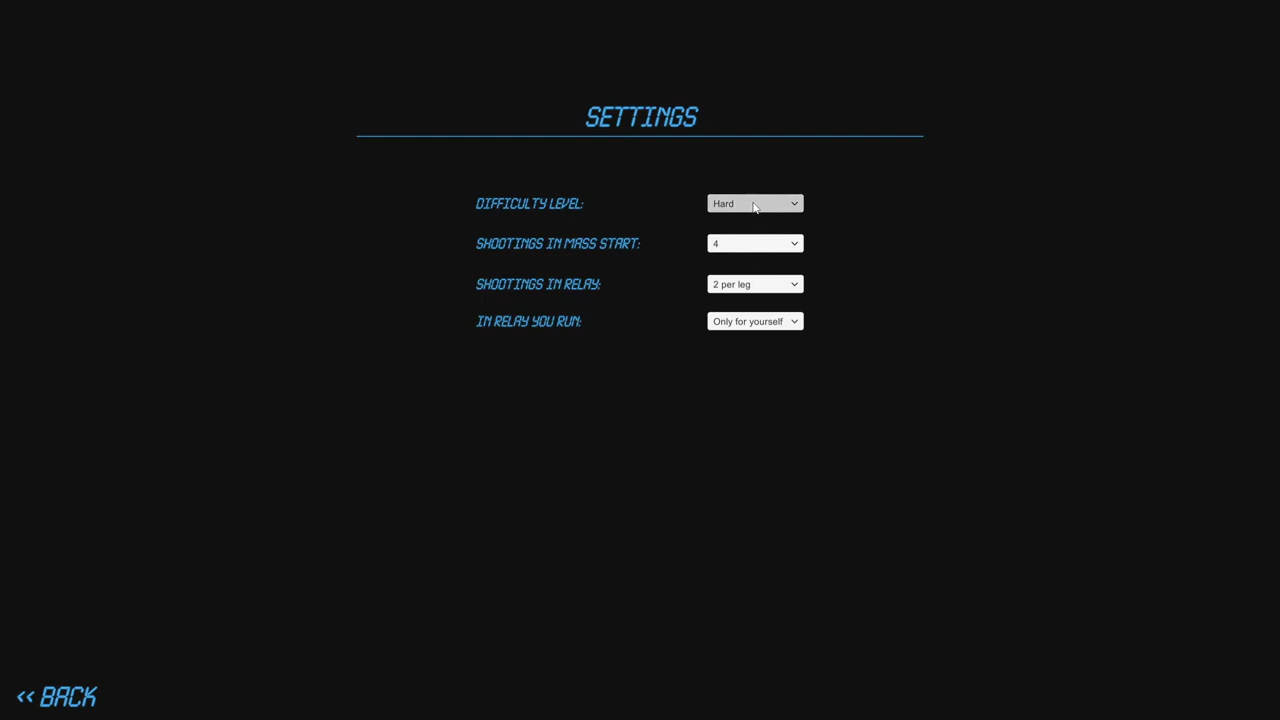 SETTINGS
DIFFICULTY LEVEL: Hard
SHOOTINGS IN MASS START: 4
SHOOTINGS IN RELAY: 2 per leg
IN RELAY YOU RUN: Only for yourself
<< BACK